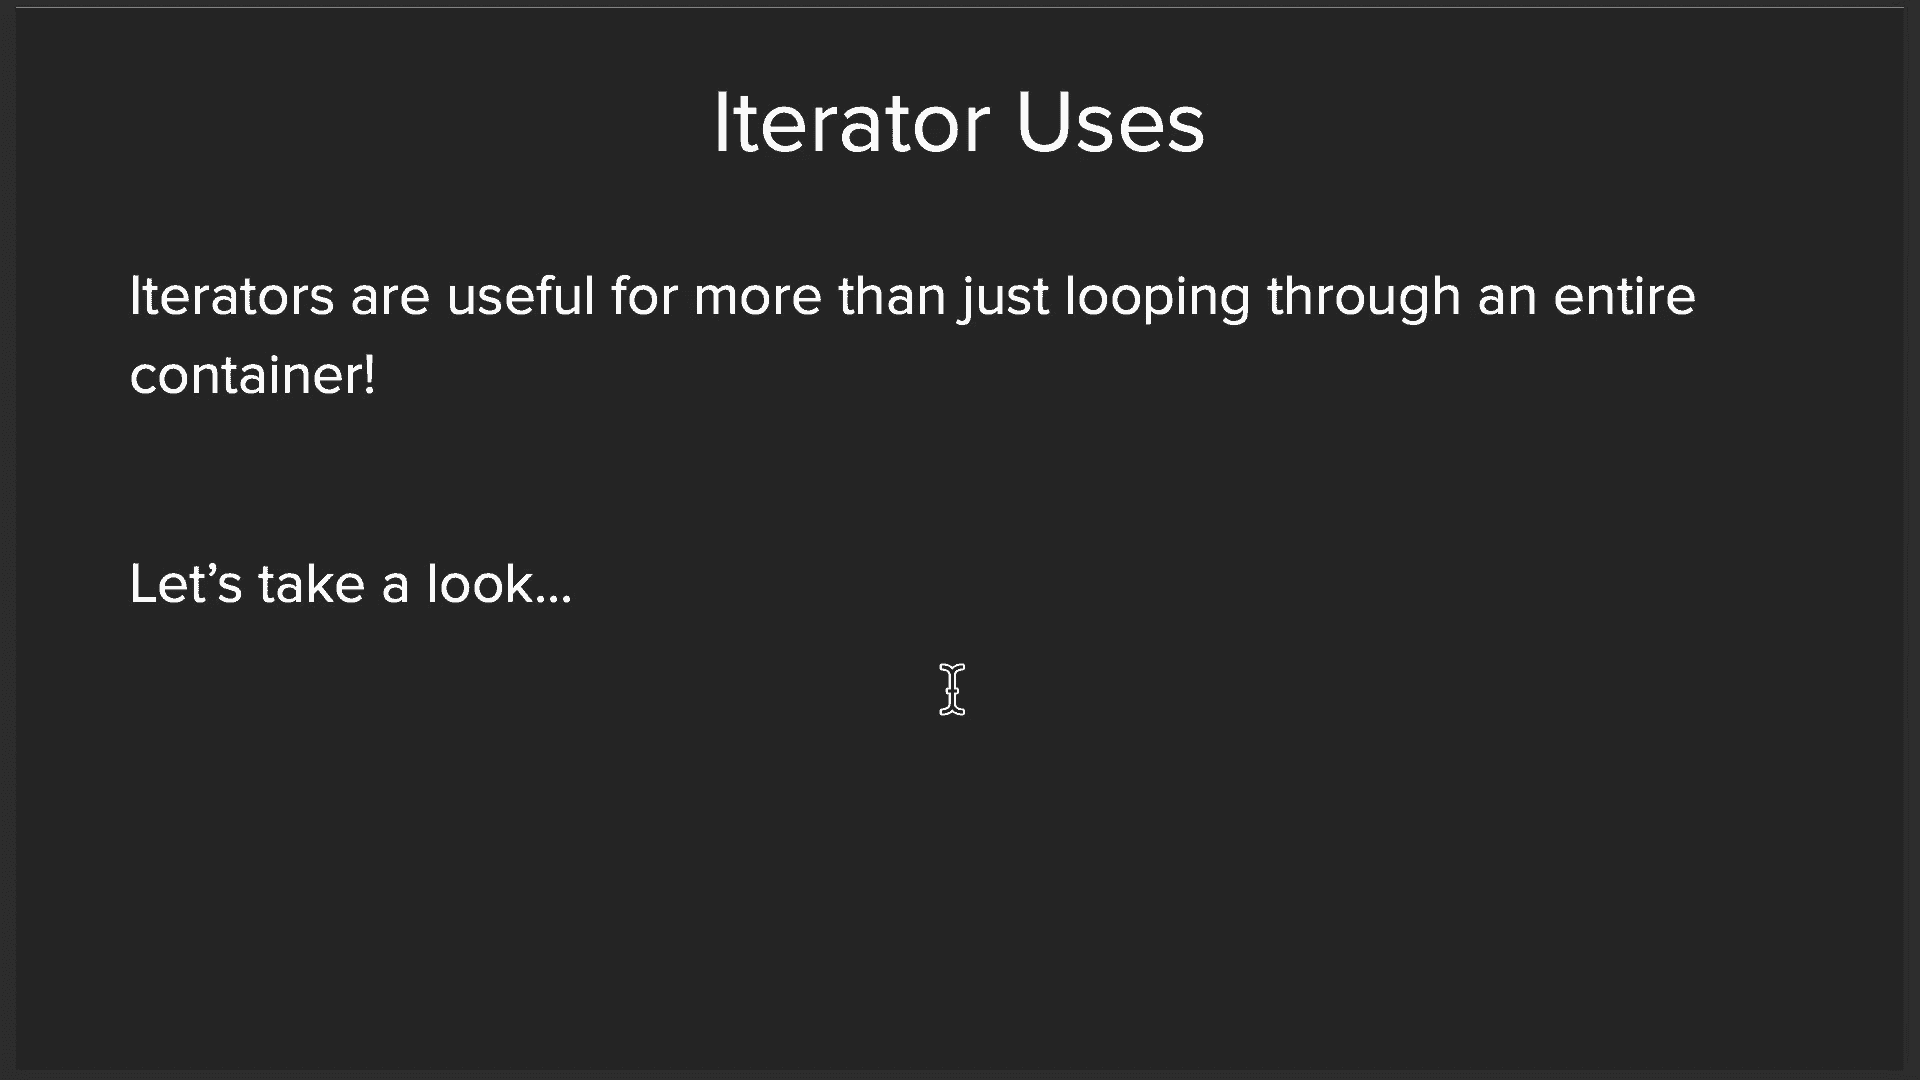 Iterator Uses
Iterators are useful for more than just looping through an entire
container!
Let’s take a look...